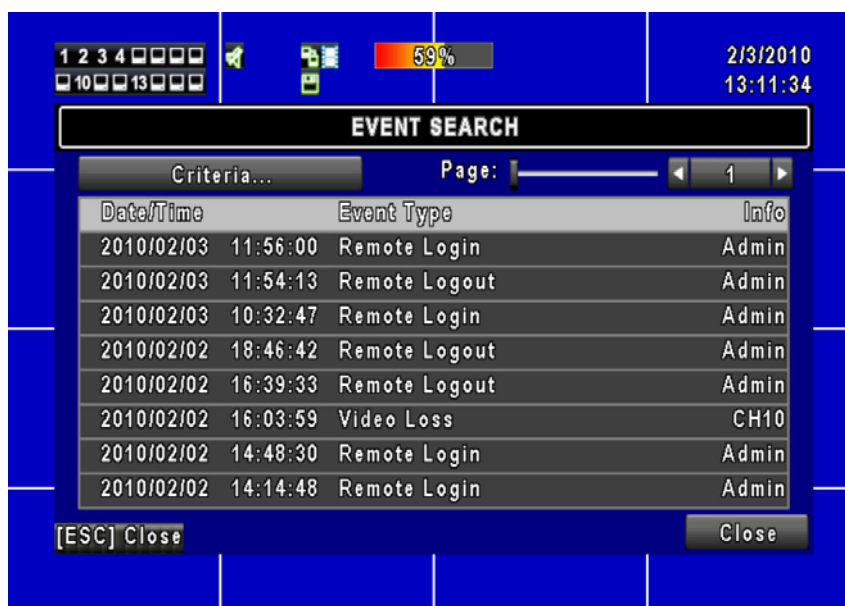 1 2 3 4 59% 2/3/2010
10 13 13:11:34
EVENT SEARCH
Criteria... Page: 1
Date/Time Event Type Info
2010/02/03 11:56:00 Remote Login Admin
2010/02/03 11:54:13 Remote Logout Admin
2010/02/03 10:32:47 Remote Login Admin
2010/02/02 18:46:42 Remote Logout Admin
2010/02/02 16:39:33 Remote Logout Admin
2010/02/02 16:03:59 Video Loss CH10
2010/02/02 14:48:30 Remote Login Admin
2010/02/02 14:14:48 Remote Login Admin
[ESC] Close Close